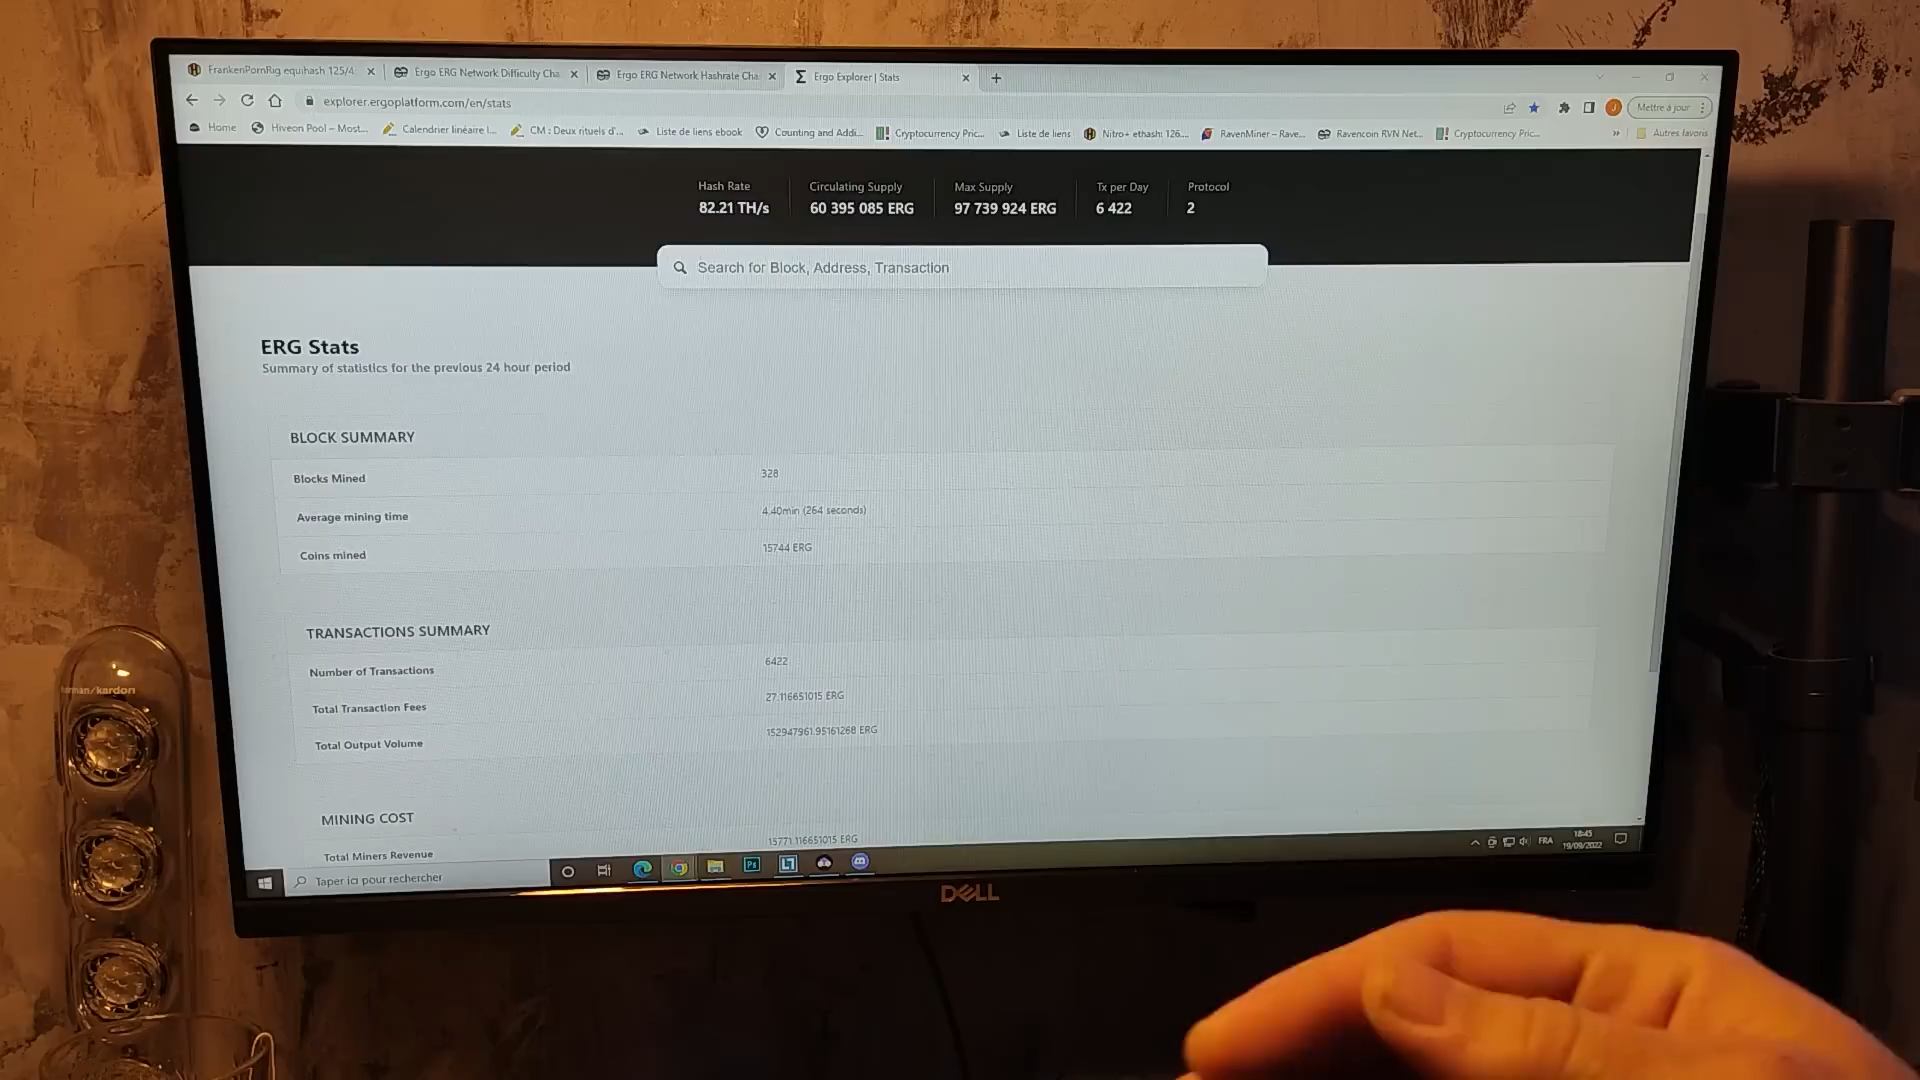 FrankenPornRig equihash 125/4:
Ergo ERG Network Difficulty Cha
Ergo ERG Network Hashrate Cha
Ergo Explorer | Stats
explorer.ergoplatform.com/en/stats
Mettre à jour
Home
Hiveon Pool – Most...
Calendrier linéaire l...
CM : Deux rituels d'...
Liste de liens ebook
Counting and Addi...
Cryptocurrency Pric...
Liste de liens
Nitro+ ethash: 126....
RavenMiner – Rave...
Ravencoin RVN Net...
Cryptocurrency Pric...
»
Autres favoris
Hash Rate
82.21 TH/s
Circulating Supply
60 395 085 ERG
Max Supply
97 739 924 ERG
Tx per Day
6 422
Protocol
2
Search for Block, Address, Transaction
ERG Stats
Summary of statistics for the previous 24 hour period
BLOCK SUMMARY
Blocks Mined 328
Average mining time 4.40min (264 seconds)
Coins mined 15744 ERG
TRANSACTIONS SUMMARY
Number of Transactions 6422
Total Transaction Fees 27.116651015 ERG
Total Output Volume 152947961.95161268 ERG
MINING COST
Total Miners Revenue 15771.116651015 ERG
Taper ici pour rechercher
Ps
FRA
18:45
19/09/2022
DELL
harman/kardon